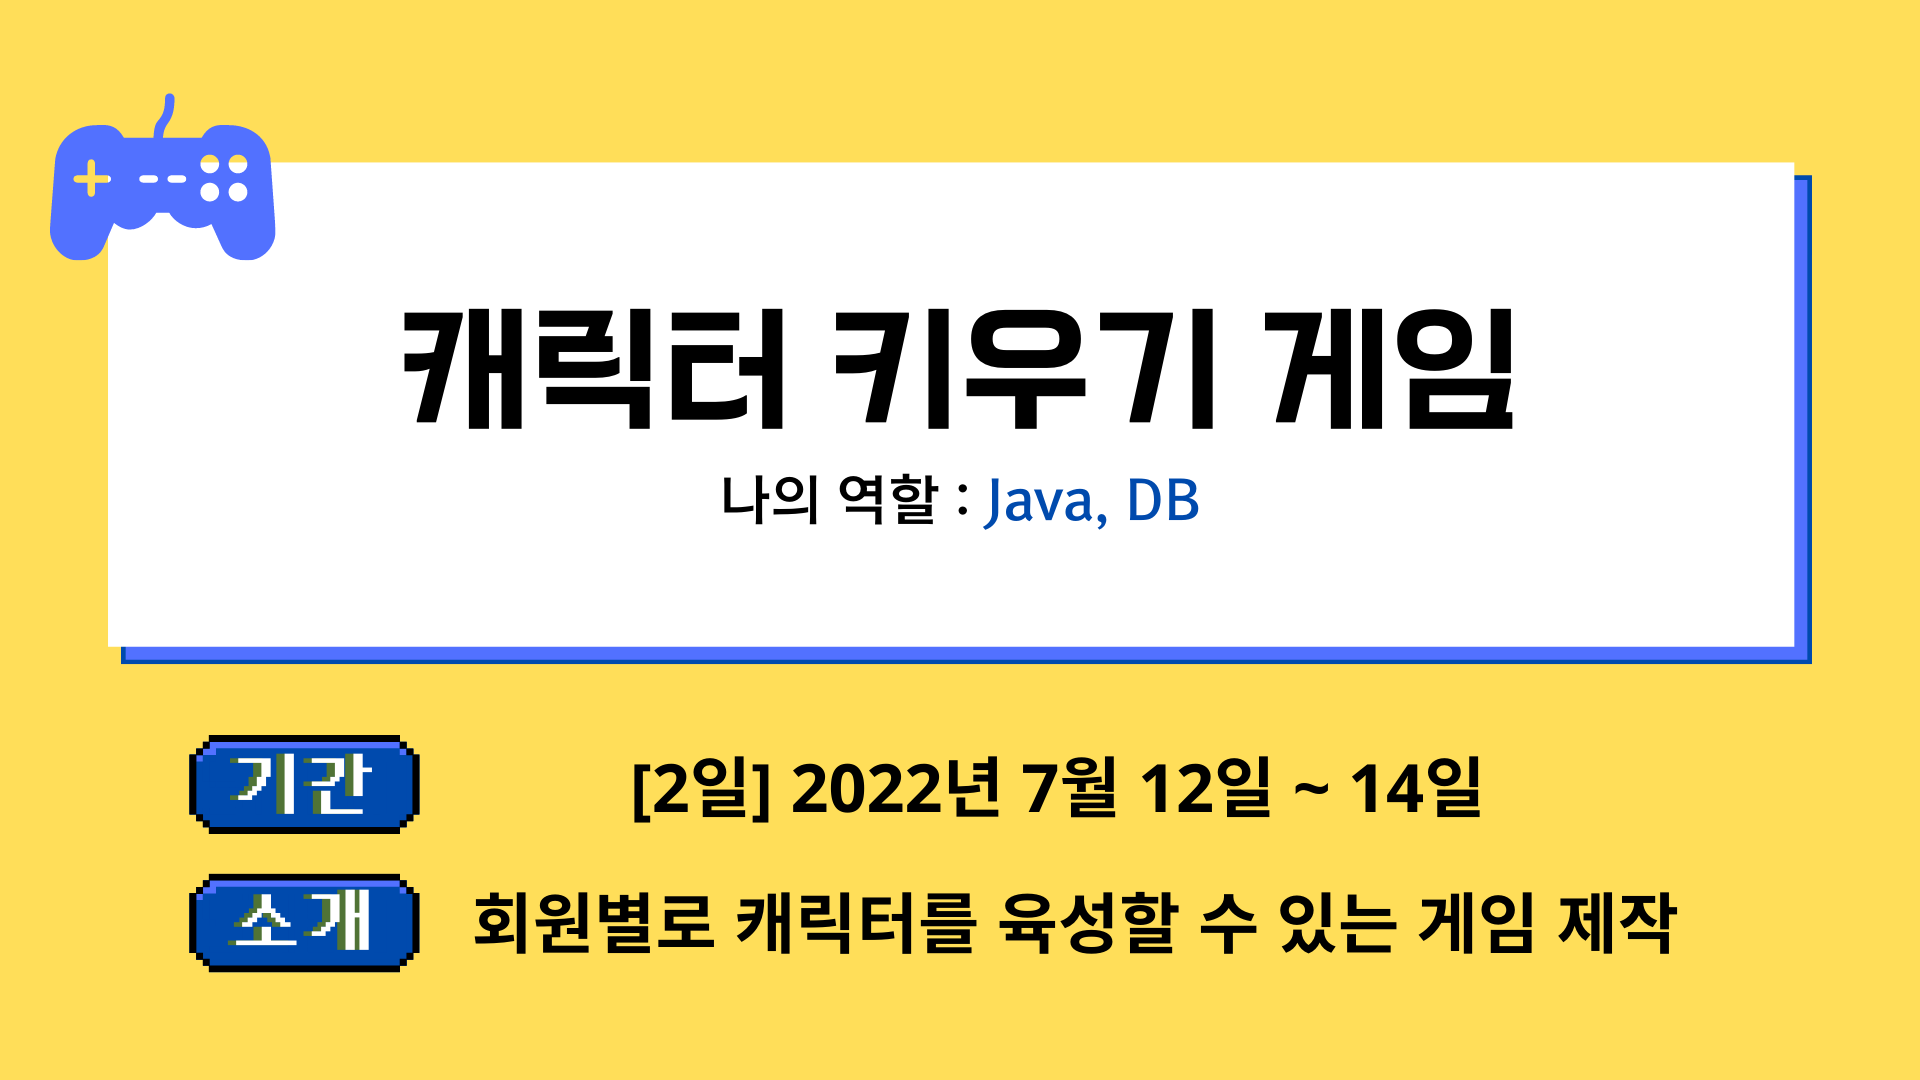 캐릭터 키우기 게임
나의 역할 : Java, DB
기간 [2일] 2022년 7월 12일 ~ 14일
소개 회원별로 캐릭터를 육성할 수 있는 게임 제작